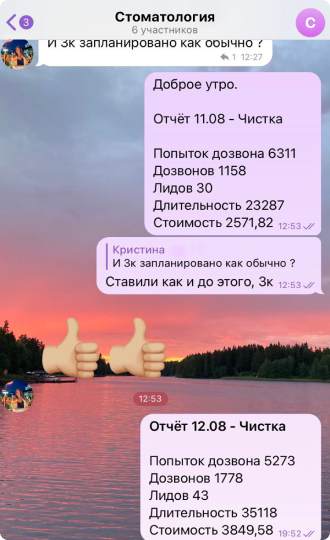 3
Стоматология
6 участников
С
И 3к запланировано как обычно ?
1 12:27
Доброе утро.
Отчёт 11.08 - Чистка
Попыток дозвона 6311
Дозвонов 1158
Лидов 30
Длительность 23287
Стоимость 2571,82 12:53
Кристина
И 3к запланировано как обычно ?
Ставили как и до этого, 3к 12:53
12:53
Отчёт 12.08 - Чистка
Попыток дозвона 5273
Дозвонов 1778
Лидов 43
Длительность 35118
Стоимость 3849,58 19:52